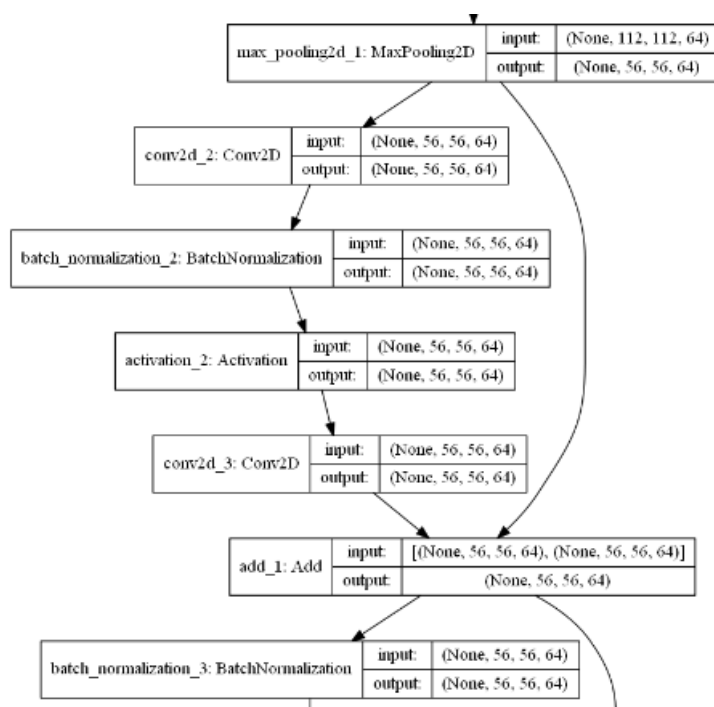 max_pooling2d_1: MaxPooling2D
input: (None, 112, 112, 64)
output: (None, 56, 56, 64)
conv2d_2: Conv2D
input: (None, 56, 56, 64)
output: (None, 56, 56, 64)
batch_normalization_2: BatchNormalization
input: (None, 56, 56, 64)
output: (None, 56, 56, 64)
activation_2: Activation
input: (None, 56, 56, 64)
output: (None, 56, 56, 64)
conv2d_3: Conv2D
input: (None, 56, 56, 64)
output: (None, 56, 56, 64)
add_1: Add
input: [(None, 56, 56, 64), (None, 56, 56, 64)]
output: (None, 56, 56, 64)
batch_normalization_3: BatchNormalization
input: (None, 56, 56, 64)
output: (None, 56, 56, 64)